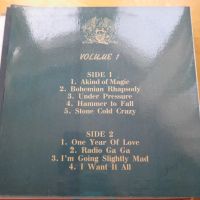 VOLUME 1
SIDE 1
1. Akind of Magic
2. Bohemian Rhapsody
3. Under Pressure
4. Hammer to Fall
5. Stone Cold Crazy
SIDE 2
1. One Year Of Love
2. Radio Ga Ga
3. I'm Going Slightly Mad
4. I Want It All